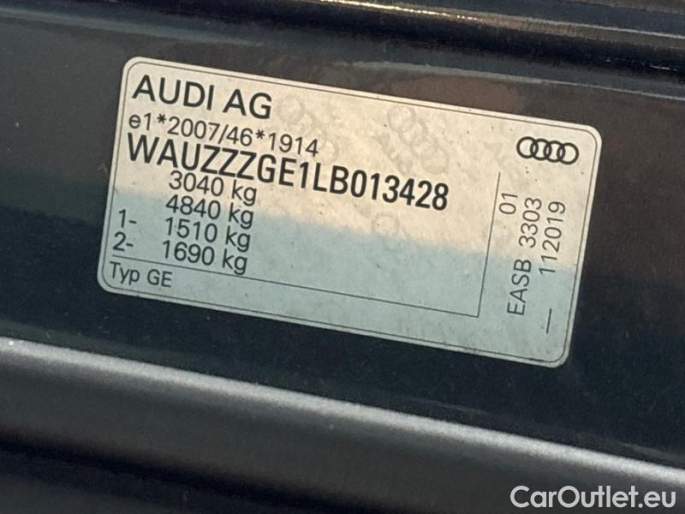 AUDI AG
e1*2007/46*1914
WAUZZZGE1LB013428
3040 kg
4840 kg
1- 1510 kg
2- 1690 kg
Typ GE
01
EASB 3303
— 112019
CarOutlet.eu